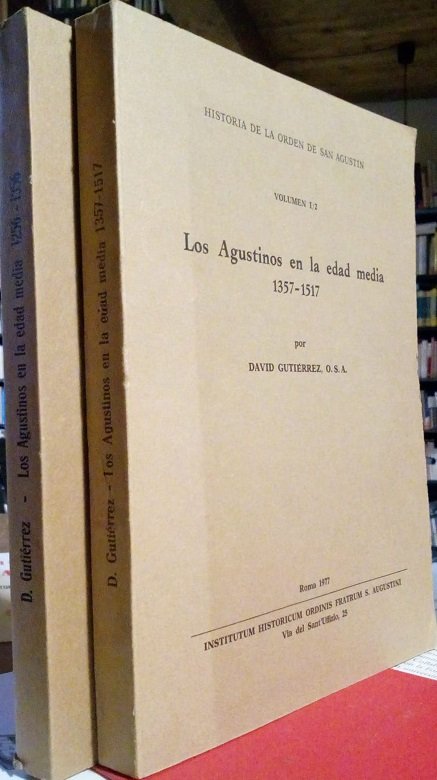 D. Gutiérrez - Los Agustinos en la edad media 1256 - 1356
D. Gutiérrez - Los Agustinos en la edad media 1357-1517
HISTORIA DE LA ORDEN DE SAN AGUSTIN
VOLUMEN I/2
Los Agustinos en la edad media
1357-1517
por
DAVID GUTIÉRREZ, O. S. A.
Roma 1977
INSTITUTUM HISTORICUM ORDINIS FRATRUM S. AUGUSTINI
Via del Sant'Uffizio, 25